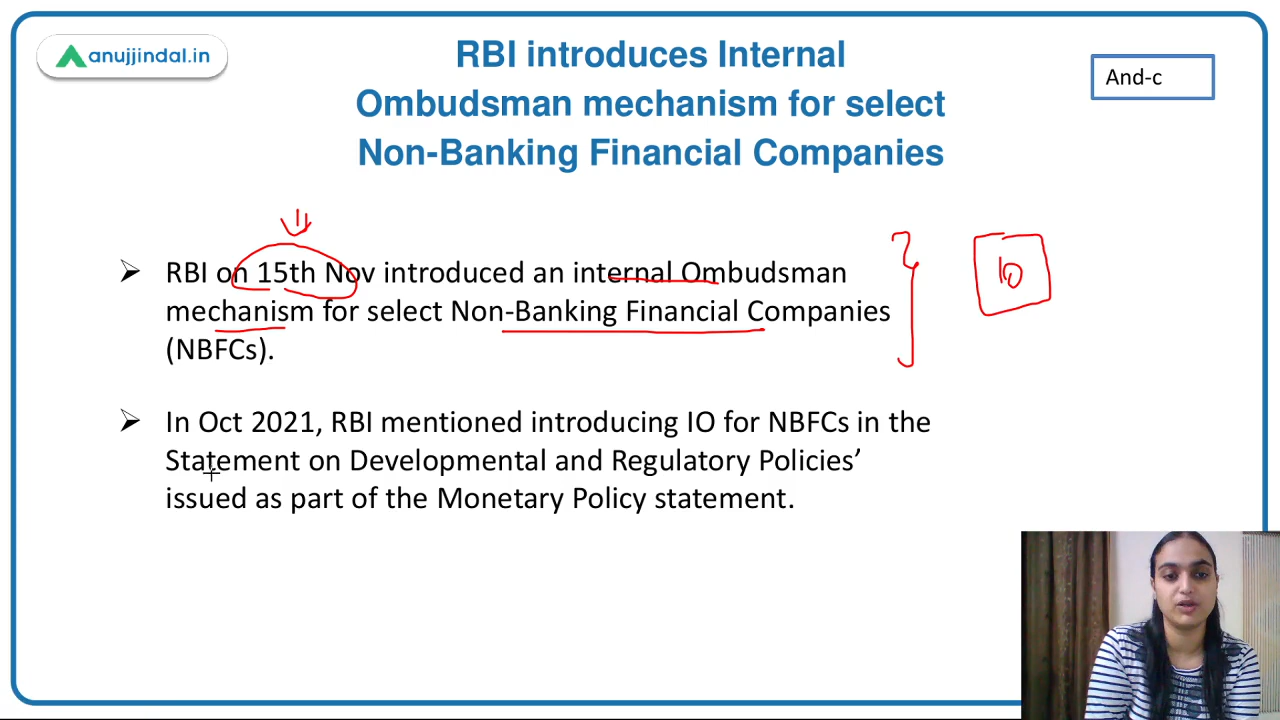 anujjindal.in
RBI introduces Internal
Ombudsman mechanism for select
Non-Banking Financial Companies
And-c
➢ RBI on 15th Nov introduced an internal Ombudsman
mechanism for select Non-Banking Financial Companies
(NBFCs).
10
➢ In Oct 2021, RBI mentioned introducing IO for NBFCs in the
Statement on Developmental and Regulatory Policies’
issued as part of the Monetary Policy statement.